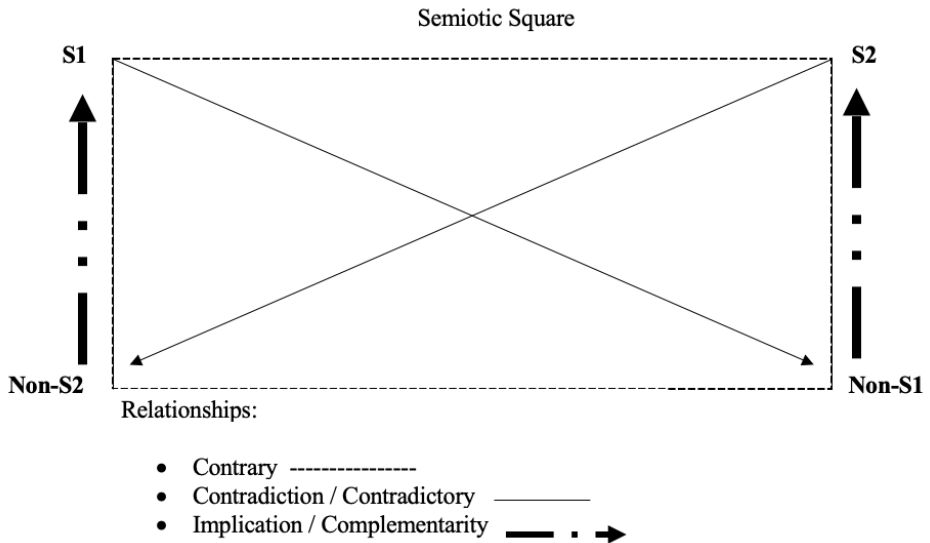 Semiotic Square
S1
S2
Non-S2
Non-S1
Relationships:
• Contrary ----------------
• Contradiction / Contradictory
• Implication / Complementarity